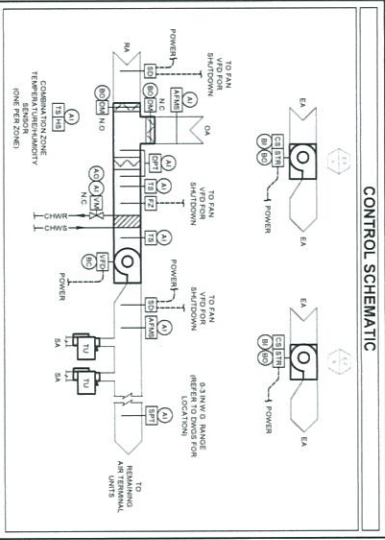 CONTROL SCHEMATIC
EA
EA
CS STR
BI BO
POWER
EA
EA
CS STR
BI BO
POWER
TO FAN
VFD FOR
SHUTDOWN
POWER
SD
RA
OA
AFMS
AI
N.C
BO DM
BO DM
N.O
DPT
AI
TO FAN
VFD FOR
SHUTDOWN
TS
FZ
AI
TS
AI
AO AI VM
N.C
CHWR
CHWS
VFD
BO
POWER
TO FAN
VFD FOR
SHUTDOWN
POWER
SD
AFMS
AI
TU
SA
TU
SA
0-3 IN W.G. RANGE
(REFER TO DWGS FOR
LOCATION)
SPT
AI
TO
REMAINING
AIR TERMINAL
UNITS
AI
TS HS
COMBINATION ZONE
TEMPERATURE/HUMIDITY
SENSOR
(ONE PER ZONE)